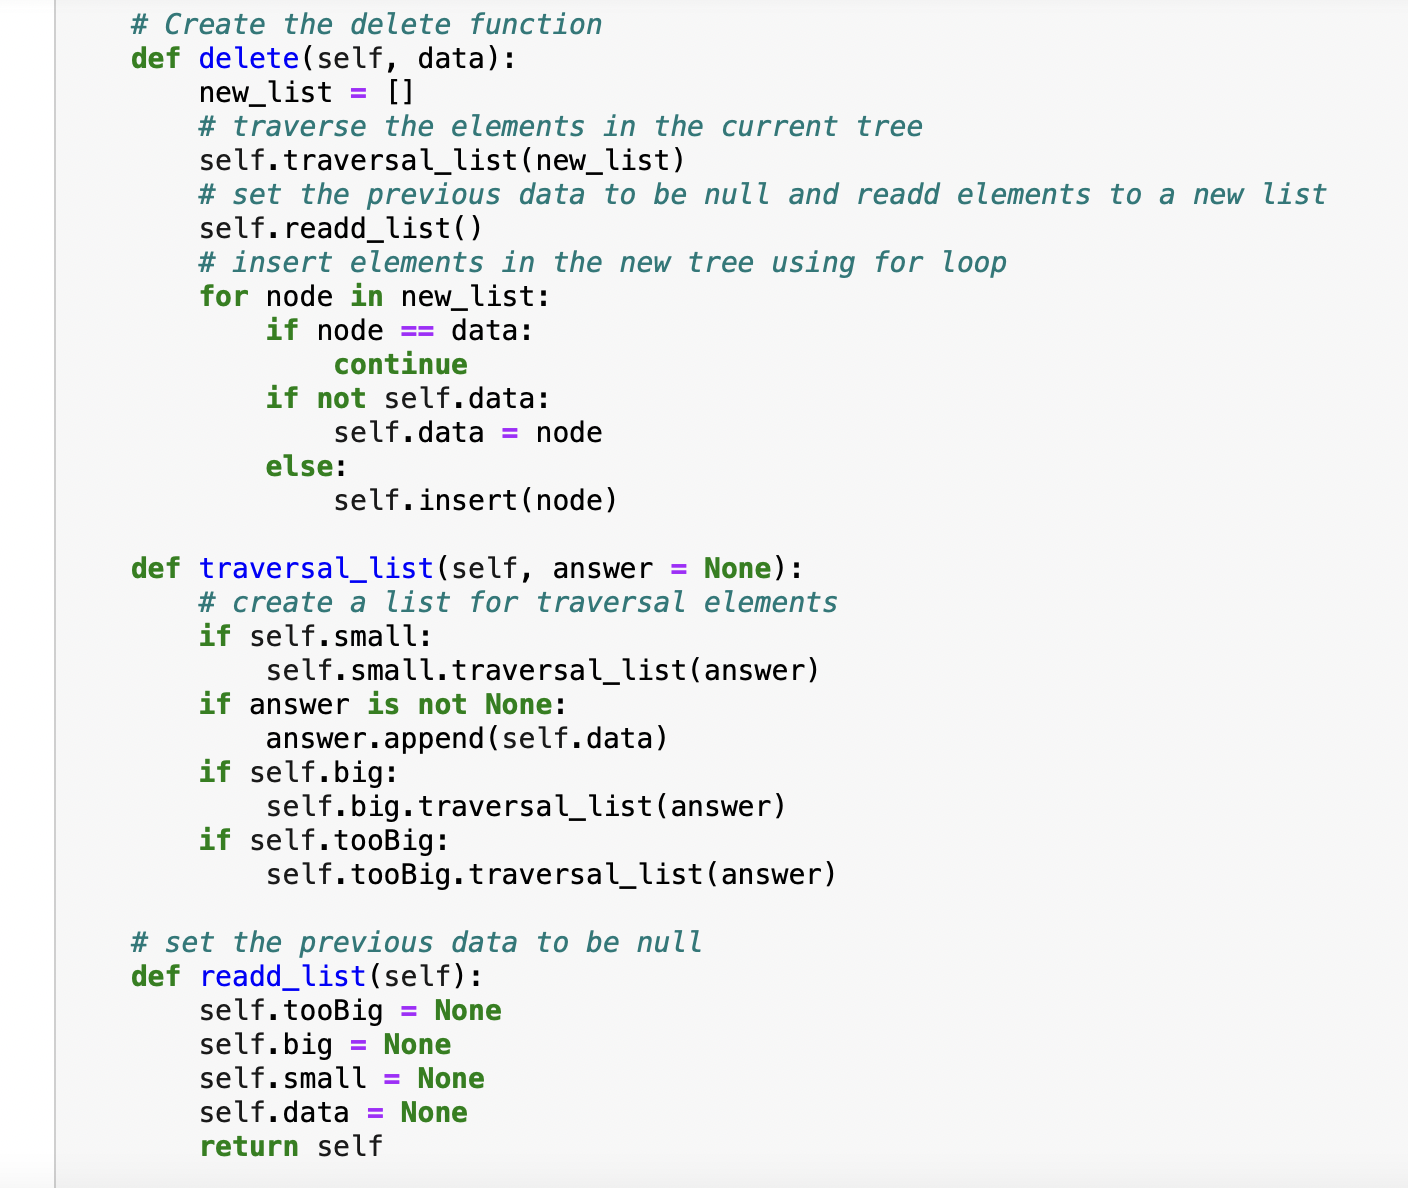 # Create the delete function
def delete(self, data):
    new_list = []
    # traverse the elements in the current tree
    self.traversal_list(new_list)
    # set the previous data to be null and readd elements to a new list
    self.readd_list()
    # insert elements in the new tree using for loop
    for node in new_list:
        if node == data:
            continue
        if not self.data:
            self.data = node
        else:
            self.insert(node)

def traversal_list(self, answer = None):
    # create a list for traversal elements
    if self.small:
        self.small.traversal_list(answer)
    if answer is not None:
        answer.append(self.data)
    if self.big:
        self.big.traversal_list(answer)
    if self.tooBig:
        self.tooBig.traversal_list(answer)

# set the previous data to be null
def readd_list(self):
    self.tooBig = None
    self.big = None
    self.small = None
    self.data = None
    return self